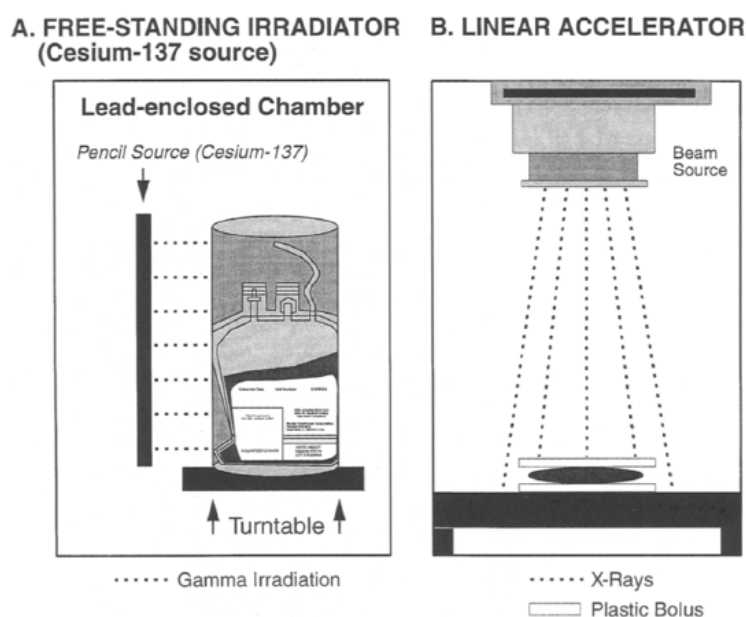 A. FREE-STANDING IRRADIATOR
(Cesium-137 source)
Lead-enclosed Chamber
Pencil Source (Cesium-137)
Turntable
Gamma Irradiation
B. LINEAR ACCELERATOR
Beam
Source
X-Rays
Plastic Bolus